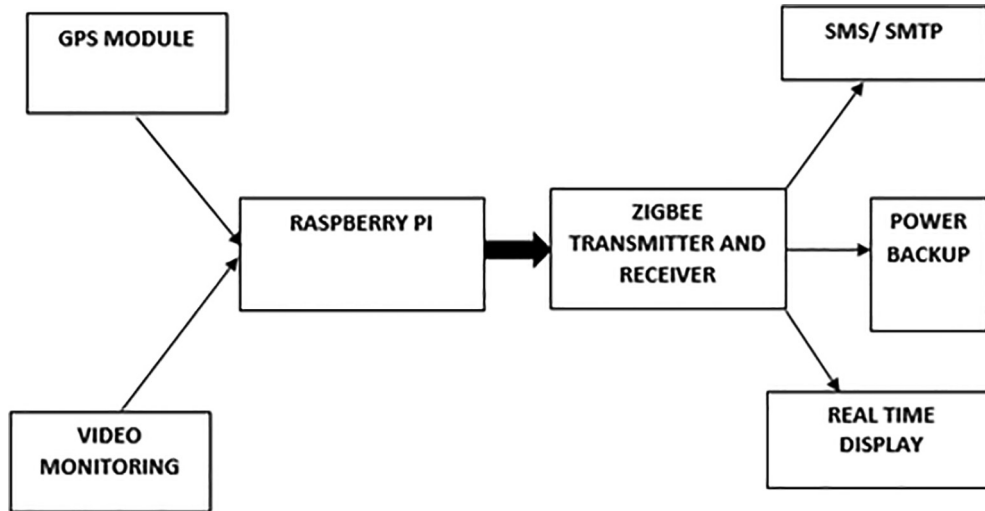 GPS MODULE
SMS/ SMTP
RASPBERRY PI
ZIGBEE
TRANSMITTER AND
RECEIVER
POWER
BACKUP
VIDEO
MONITORING
REAL TIME
DISPLAY